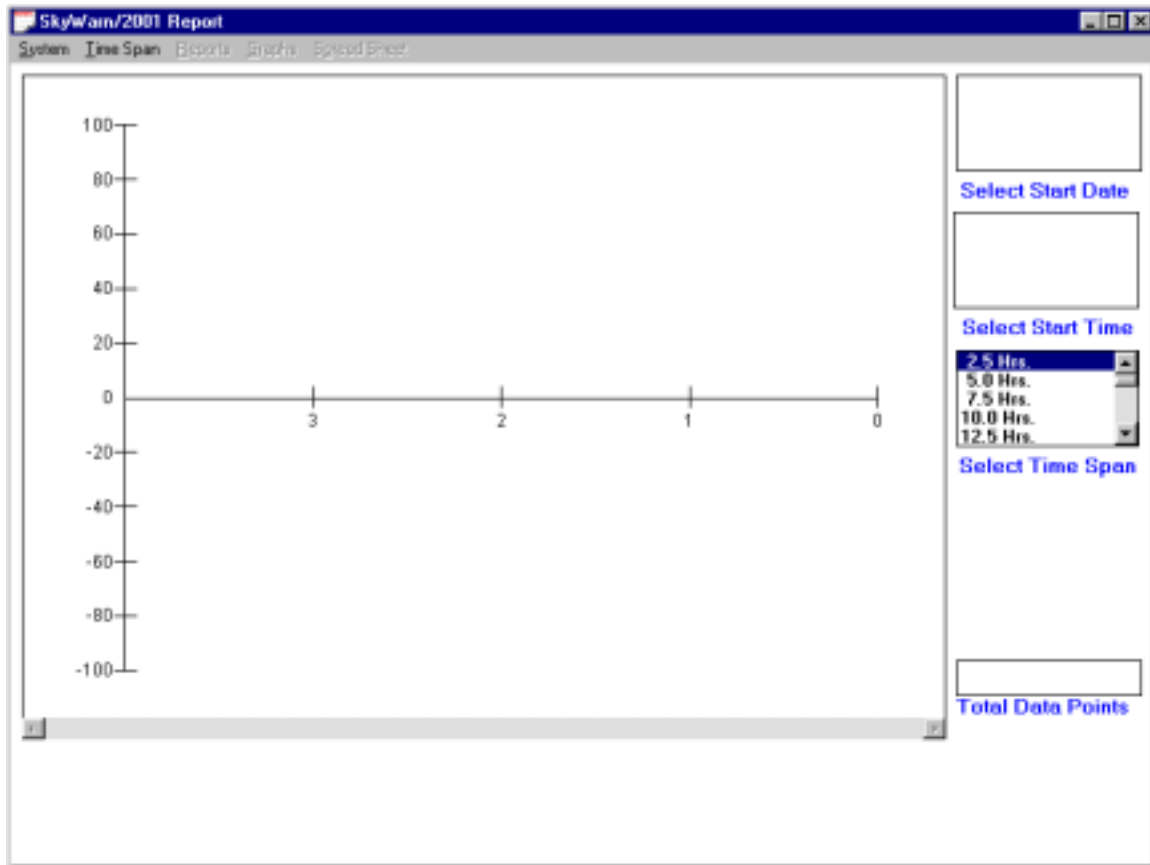 SkyWarn/2001 Report
System Time Span Reports Graphs Spread Sheet
100
80
60
40
20
0
-20
-40
-60
-80
-100
3 2 1 0
Select Start Date
Select Start Time
2.5 Hrs.
5.0 Hrs.
7.5 Hrs.
10.0 Hrs.
12.5 Hrs.
Select Time Span
Total Data Points